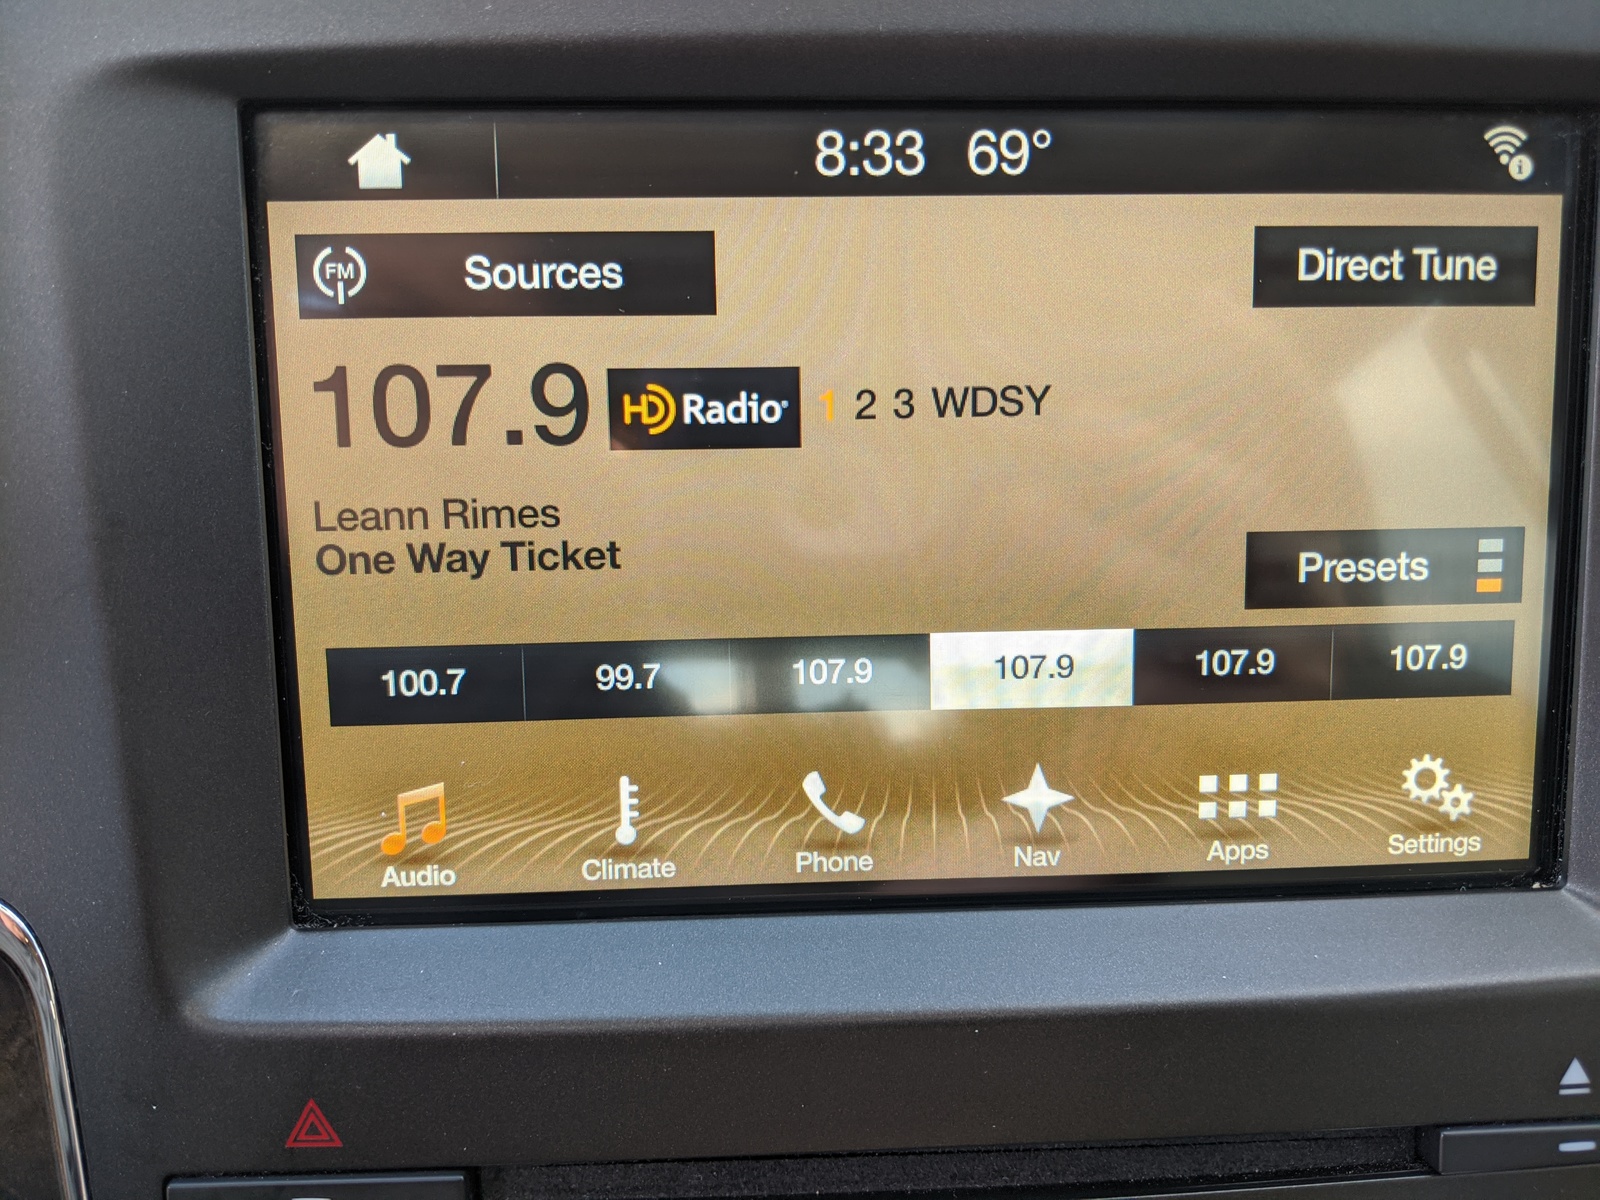 8:33 69°
FM Sources
Direct Tune
107.9 HD Radio® 1 2 3 WDSY
Leann Rimes
One Way Ticket
Presets
100.7 99.7 107.9 107.9 107.9 107.9
Audio Climate Phone Nav Apps Settings